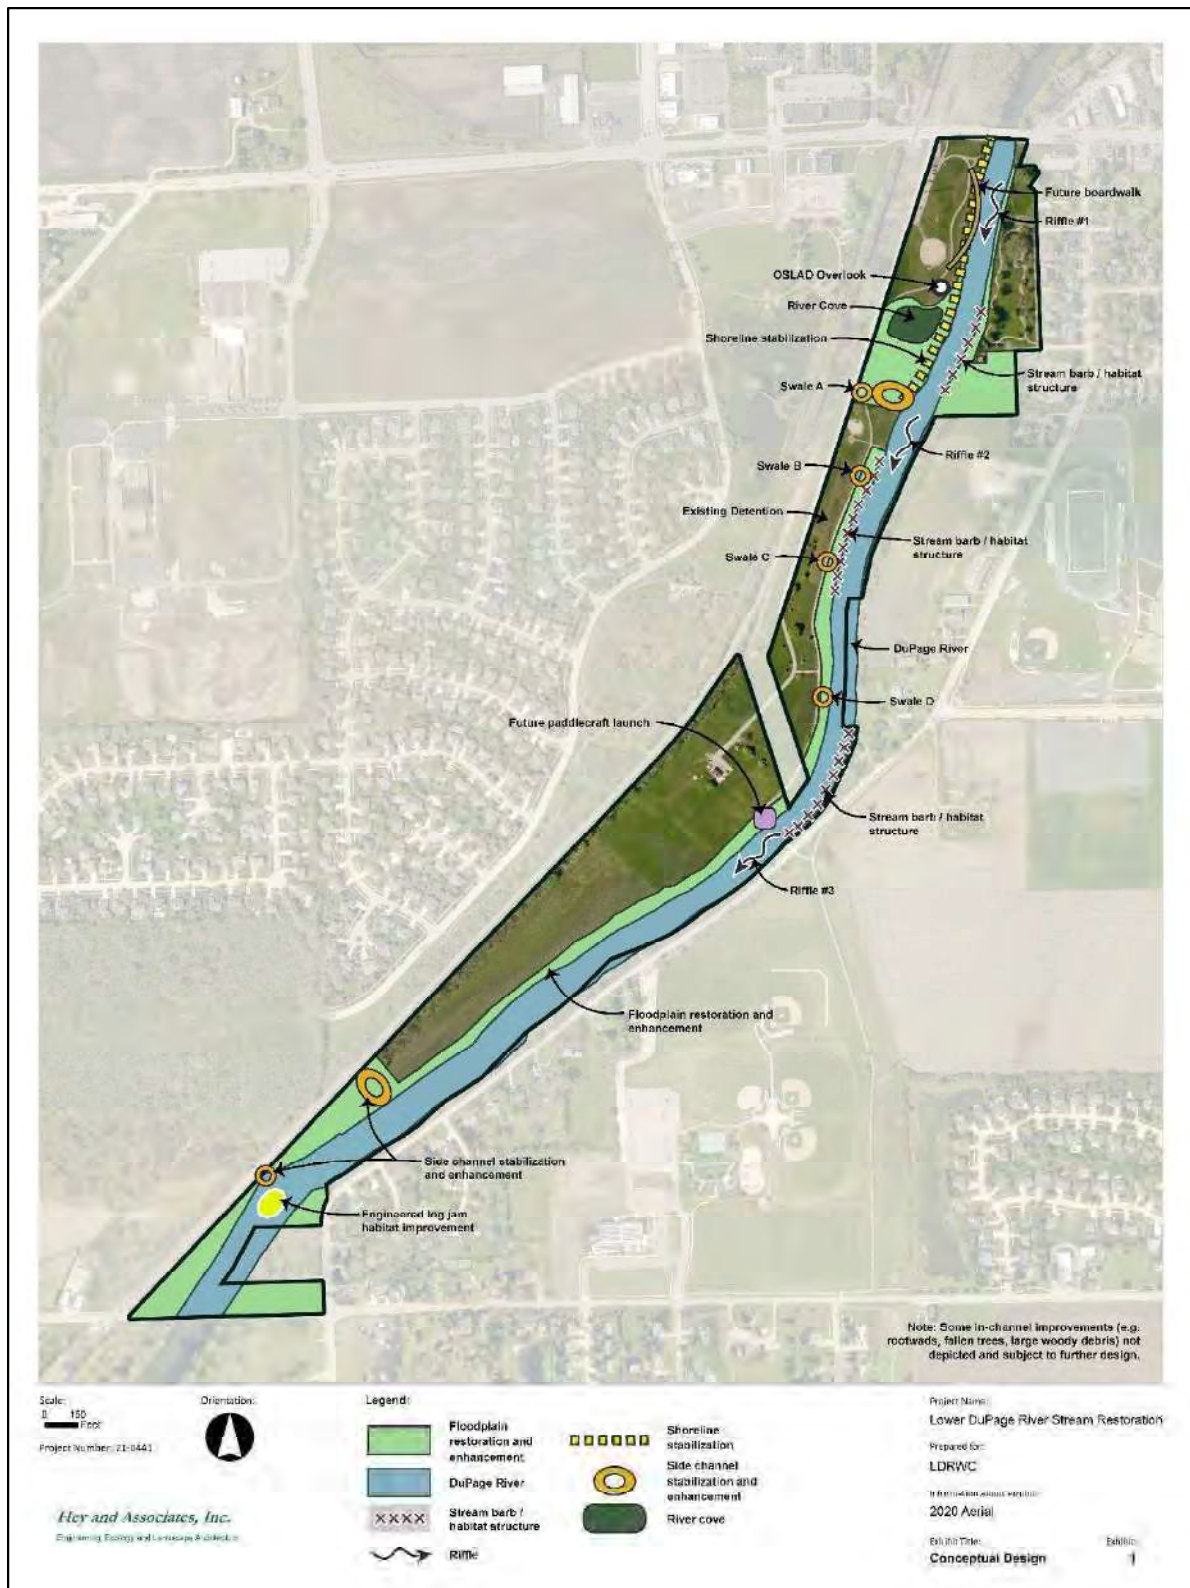 Future boardwalk
Riffle #1
OSLAD Overlook
River Cove
Shoreline stabilization
Stream barb / habitat
structure
Swale A
Riffle #2
Swale B
Existing Detention
Stream barb / habitat
structure
Swale C
DuPage River
Swale D
Future paddlecraft launch
Stream barb / habitat
structure
Riffle #3
Floodplain restoration and
enhancement
Side channel stabilization
and enhancement
Engineered log jam
habitat improvement
Note: Some in-channel improvements (e.g.
rootwads, fallen trees, large woody debris) not
depicted and subject to further design.
Scale:
0 150
Feet
Project Number: 21-0441
Orientation:
Legend:
Floodplain
restoration and
enhancement
DuPage River
Stream barb /
habitat structure
Riffle
Shoreline
stabilization
Side channel
stabilization and
enhancement
River cove
Hey and Associates, Inc.
Engineering, Ecology and Landscape Architecture
Project Name:
Lower DuPage River Stream Restoration
Prepared for:
LDRWC
2020 Aerial
Exhibit Title:
Conceptual Design
Exhibit:
1